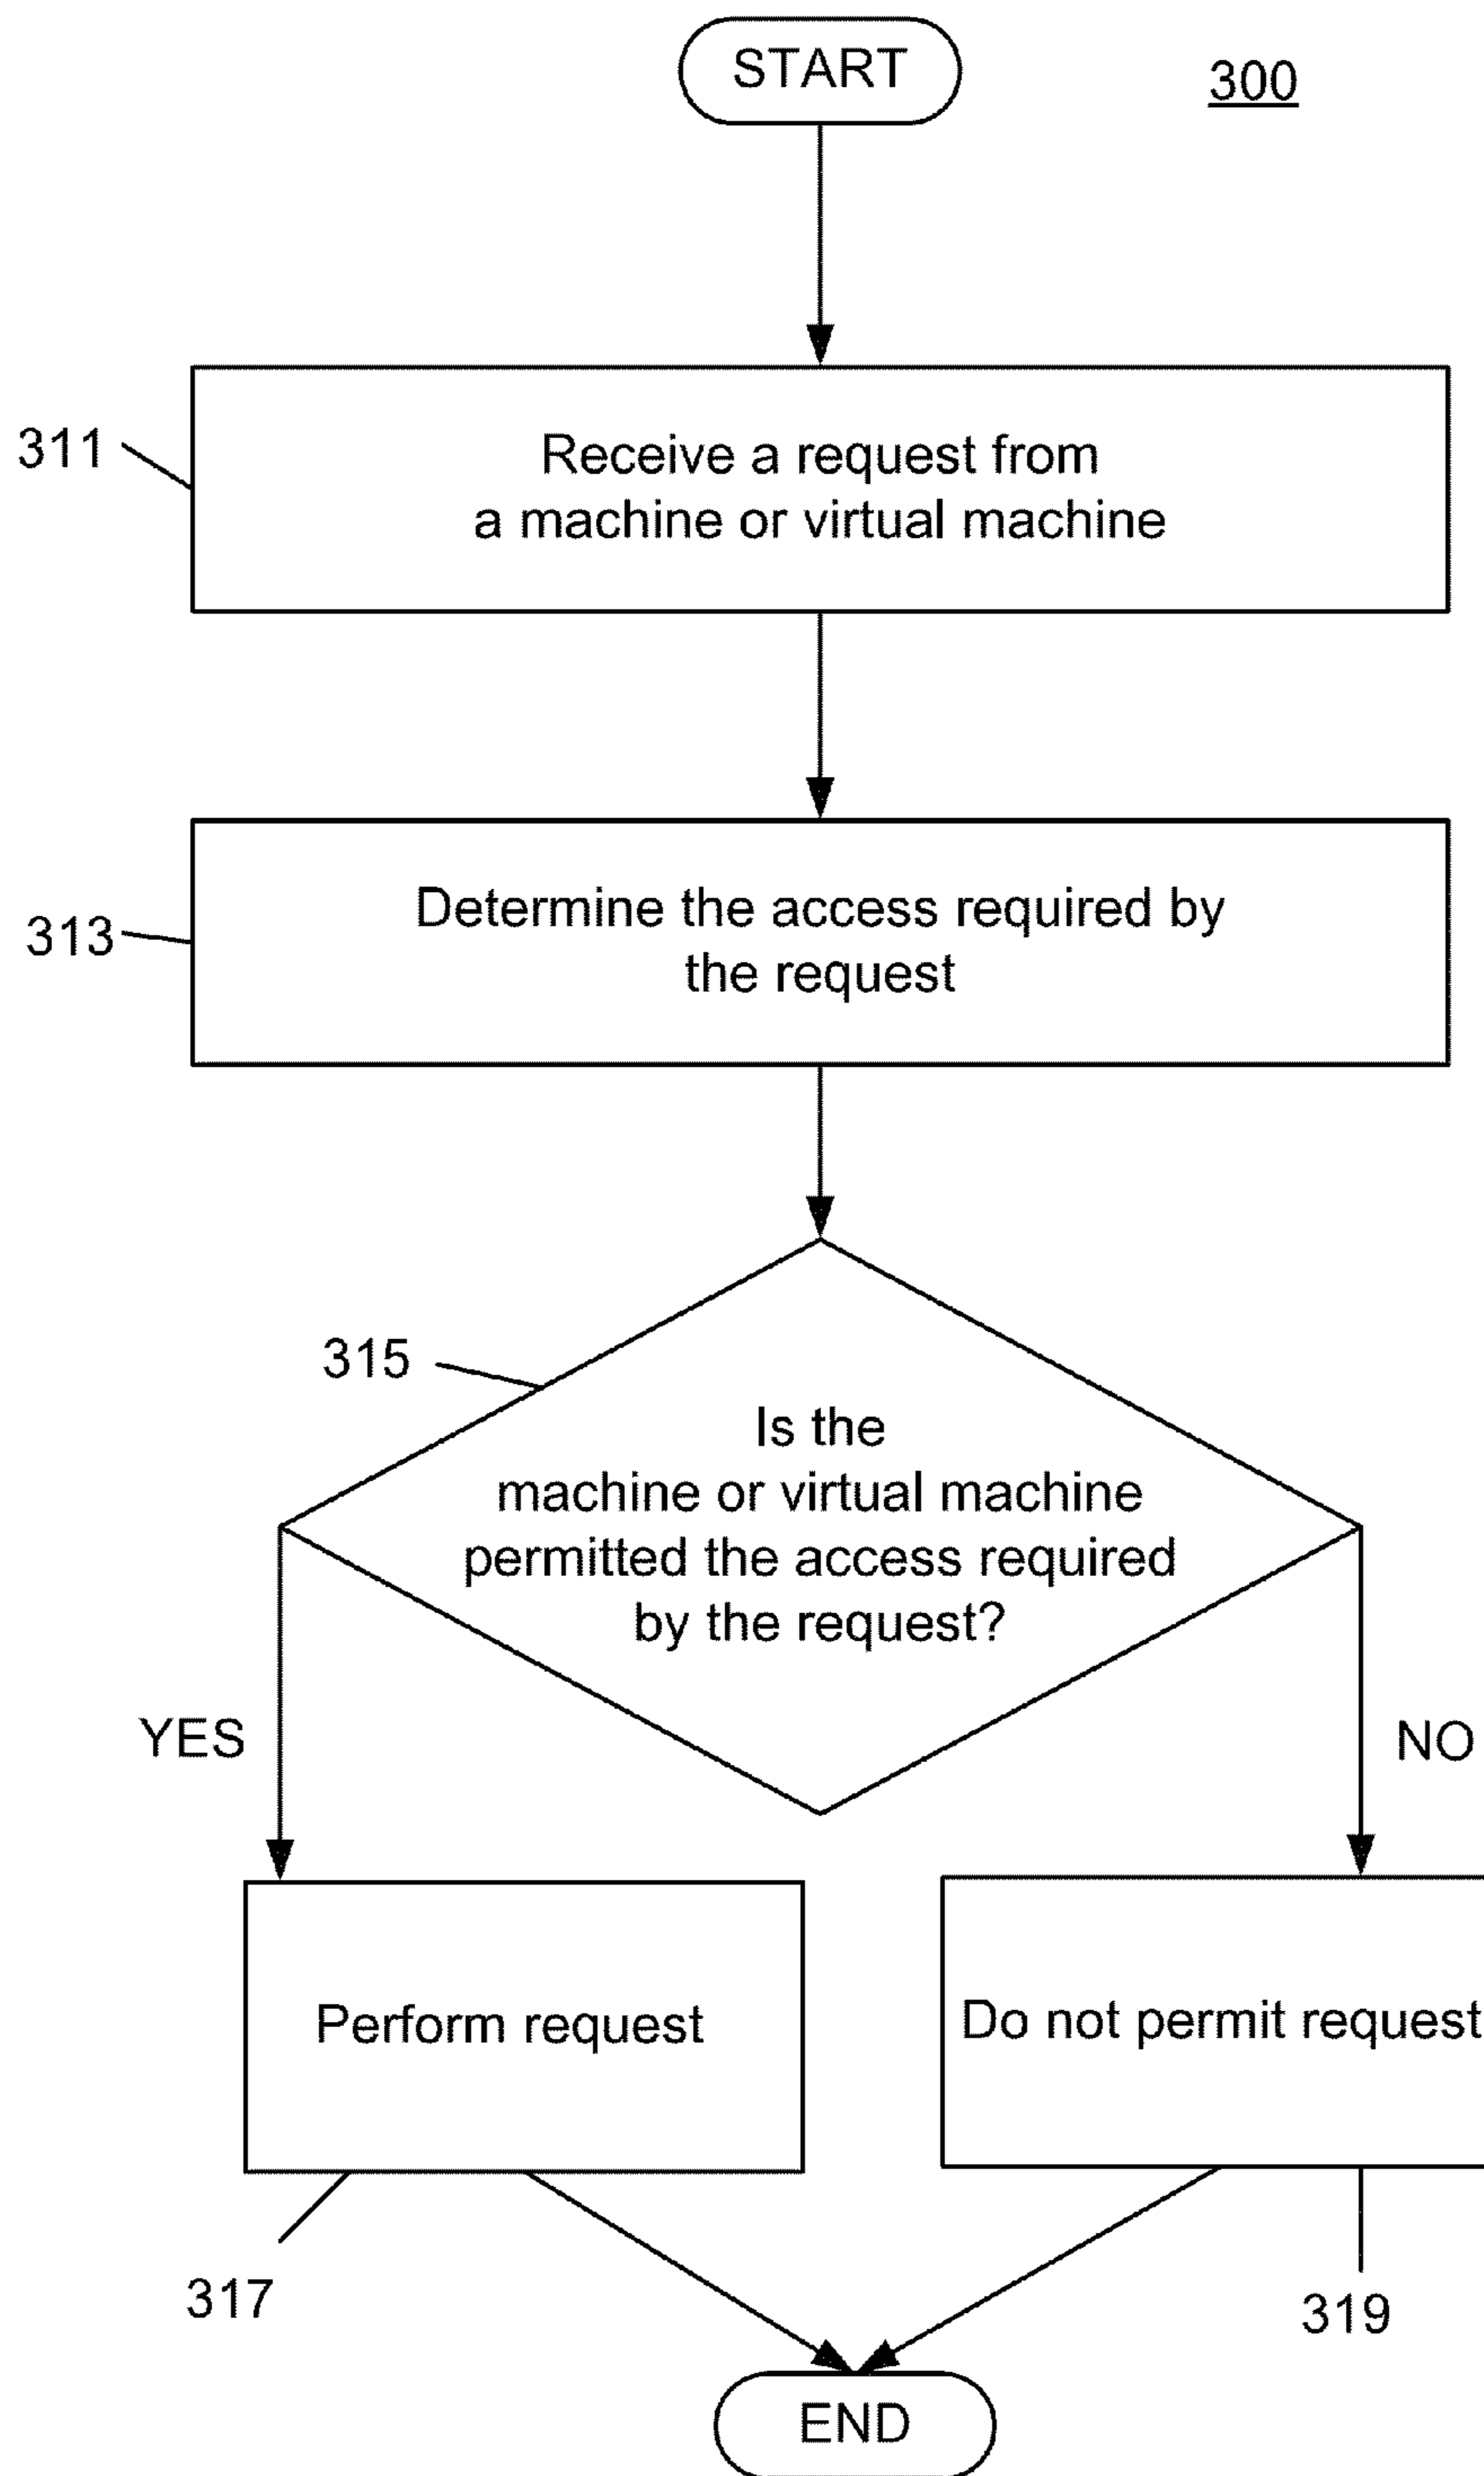 START
300
311
Receive a request from
a machine or virtual machine
313
Determine the access required by
the request
315
Is the
machine or virtual machine
permitted the access required
by the request?
YES
NO
Perform request
Do not permit request
317
319
END